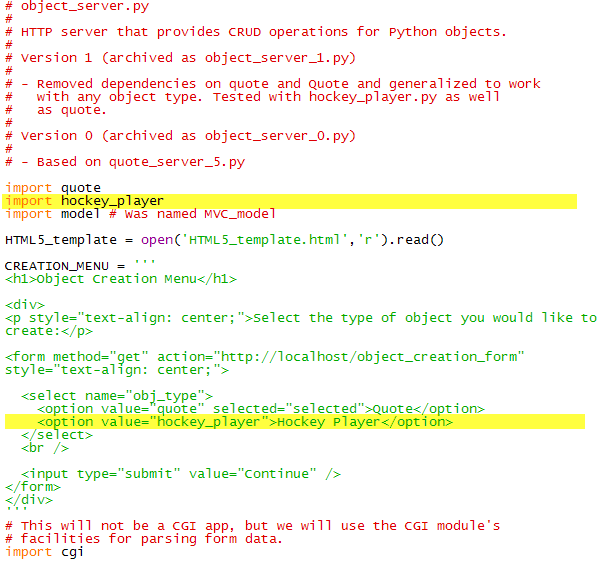 # object_server.py
#
# HTTP server that provides CRUD operations for Python objects.
#
# Version 1 (archived as object_server_1.py)
#
# - Removed dependencies on quote and Quote and generalized to work
#   with any object type. Tested with hockey_player.py as well
#   as quote.
#
# Version 0 (archived as object_server_0.py)
#
# - Based on quote_server_5.py

import quote
import hockey_player
import model # Was named MVC_model

HTML5_template = open('HTML5_template.html','r').read()

CREATION_MENU = '''
<h1>Object Creation Menu</h1>

<div>
<p style="text-align: center;">Select the type of object you would like to
create:</p>

<form method="get" action="http://localhost/object_creation_form"
style="text-align: center;">

  <select name="obj_type">
    <option value="quote" selected="selected">Quote</option>
    <option value="hockey_player">Hockey Player</option>
  </select>
  <br />

  <input type="submit" value="Continue" />
</form>
</div>
'''
# This will not be a CGI app, but we will use the CGI module's
# facilities for parsing form data.
import cgi